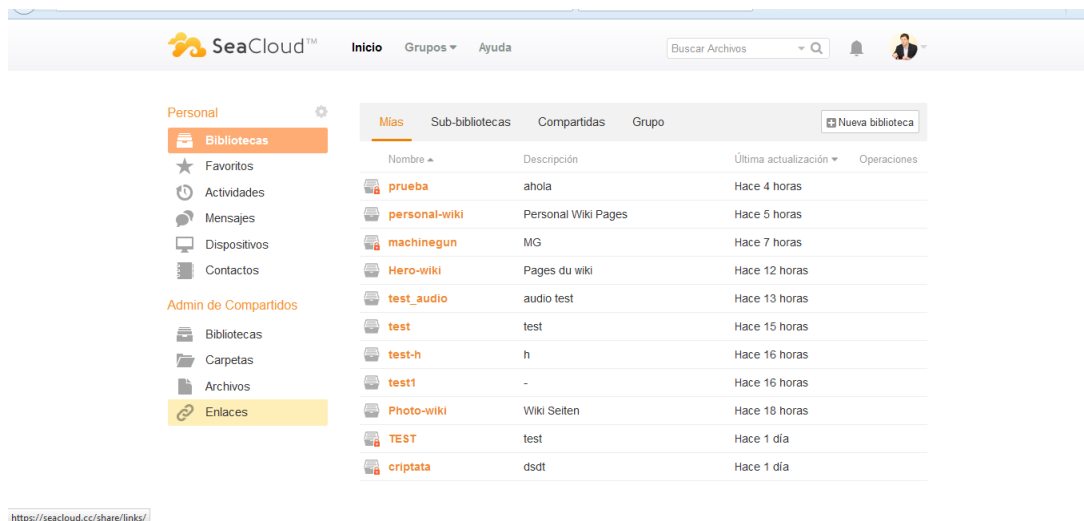 SeaCloud™ Inicio Grupos Ayuda Buscar Archivos
Personal
Bibliotecas
Favoritos
Actividades
Mensajes
Dispositivos
Contactos
Admin de Compartidos
Bibliotecas
Carpetas
Archivos
Enlaces
Mías Sub-bibliotecas Compartidas Grupo Nueva biblioteca
Nombre Descripción Última actualización Operaciones
prueba ahola Hace 4 horas
personal-wiki Personal Wiki Pages Hace 5 horas
machinegun MG Hace 7 horas
Hero-wiki Pages du wiki Hace 12 horas
test_audio audio test Hace 13 horas
test test Hace 15 horas
test-h h Hace 16 horas
test1 - Hace 16 horas
Photo-wiki Wiki Seiten Hace 18 horas
TEST test Hace 1 día
criptata dsdt Hace 1 día
https://seacloud.cc/share/links/